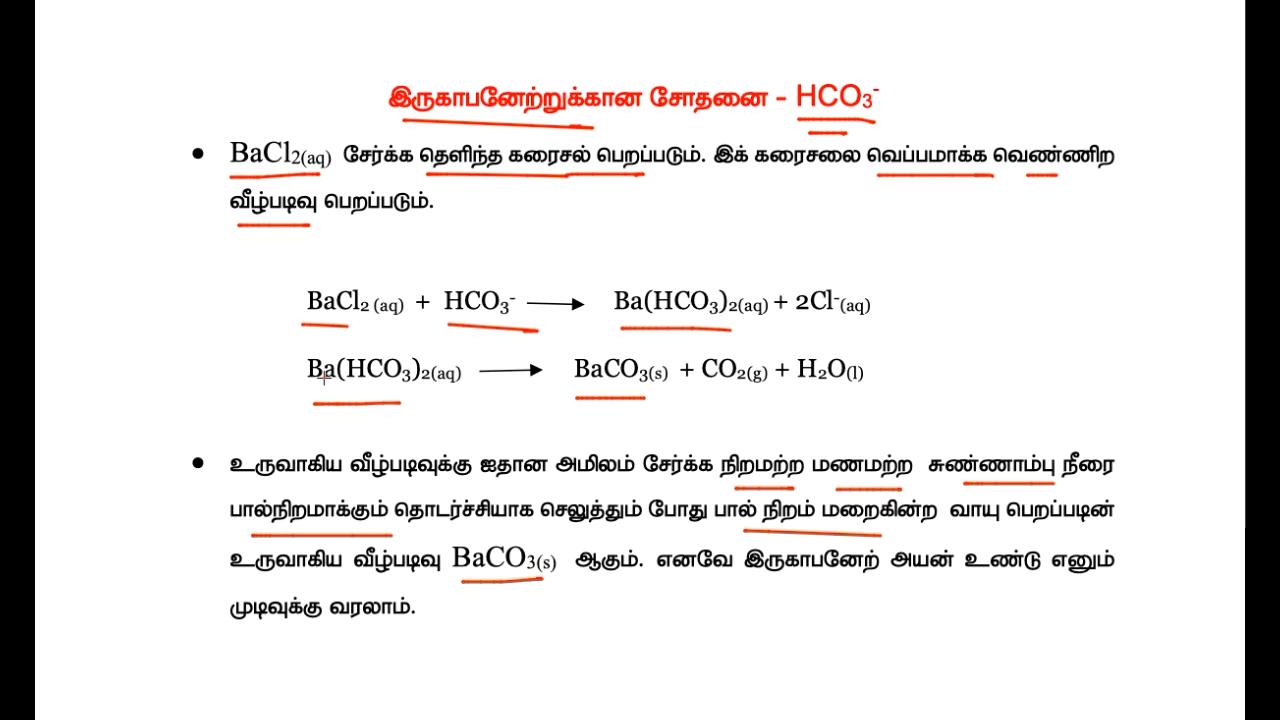 இருகாபனேற்றுக்கான சோதனை - HCO₃⁻
• BaCl₂(aq) சேர்க்க தெளிந்த கரைசல் பெறப்படும். இக் கரைசலை வெப்பமாக்க வெண்ணிற
வீழ்படிவு பெறப்படும்.
BaCl₂ (aq) + HCO₃⁻ ⟶ Ba(HCO₃)₂(aq) + 2Cl⁻(aq)
Ba(HCO₃)₂(aq) ⟶ BaCO₃(s) + CO₂(g) + H₂O(l)
• உருவாகிய வீழ்படிவுக்கு ஐதான அமிலம் சேர்க்க நிறமற்ற மணமற்ற சுண்ணாம்பு நீரை
பால்நிறமாக்கும் தொடர்ச்சியாக செலுத்தும் போது பால் நிறம் மறைகின்ற வாயு பெறப்படின்
உருவாகிய வீழ்படிவு BaCO₃(s) ஆகும். எனவே இருகாபனேற் அயன் உண்டு எனும்
முடிவுக்கு வரலாம்.